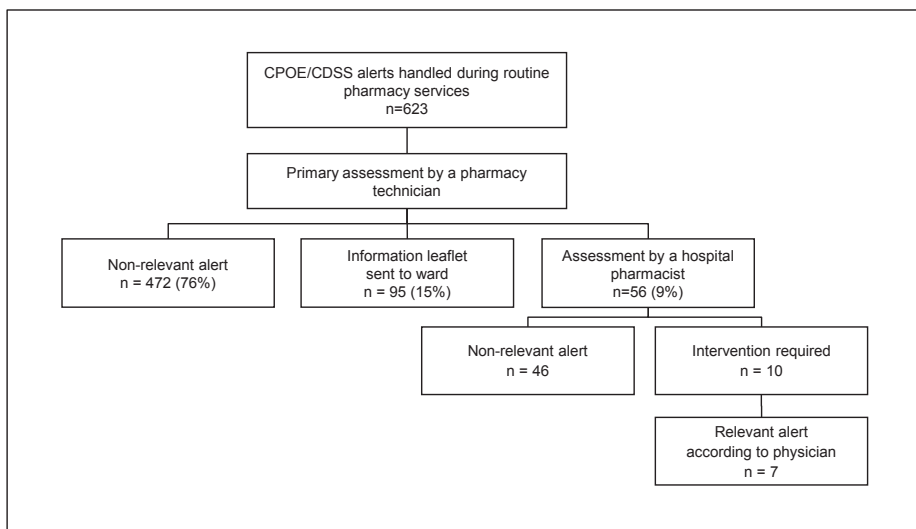 CPOE/CDSS alerts handled during routine
pharmacy services
n=623
Primary assessment by a pharmacy
technician
Non-relevant alert
n = 472 (76%)
Information leaflet
sent to ward
n = 95 (15%)
Assessment by a hospital
pharmacist
n=56 (9%)
Non-relevant alert
n = 46
Intervention required
n = 10
Relevant alert
according to physician
n = 7